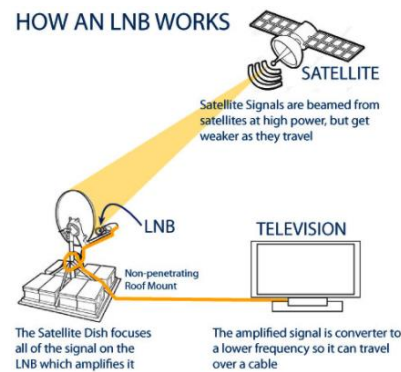 HOW AN LNB WORKS
SATELLITE
Satellite Signals are beamed from
satellites at high power, but get
weaker as they travel
LNB
TELEVISION
Non-penetrating
Roof Mount
The Satellite Dish focuses
all of the signal on the
LNB which amplifies it
The amplified signal is converter to
a lower frequency so it can travel
over a cable